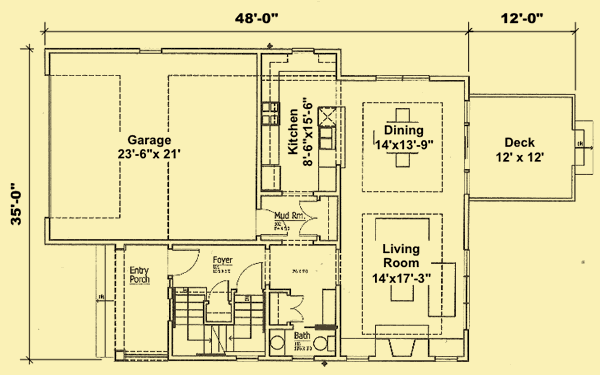 48'-0"
12'-0"
35'-0"
Garage
23'-6"x 21'
Kitchen
8'-6"x15'-6"
Dining
14'x13'-9"
Deck
12' x 12'
Mud Rm.
Living
Room
14'x17'-3"
Foyer
Entry
Porch
Bath